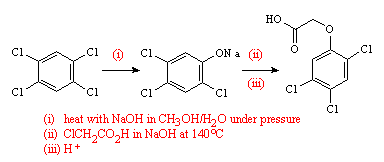 Cl Cl Cl Cl
(i)
Cl Cl Cl ONa
(ii)
(iii)
HO O O Cl Cl Cl
(i) heat with NaOH in CH3OH/H2O under pressure
(ii) ClCH2CO2H in NaOH at 140°C
(iii) H+